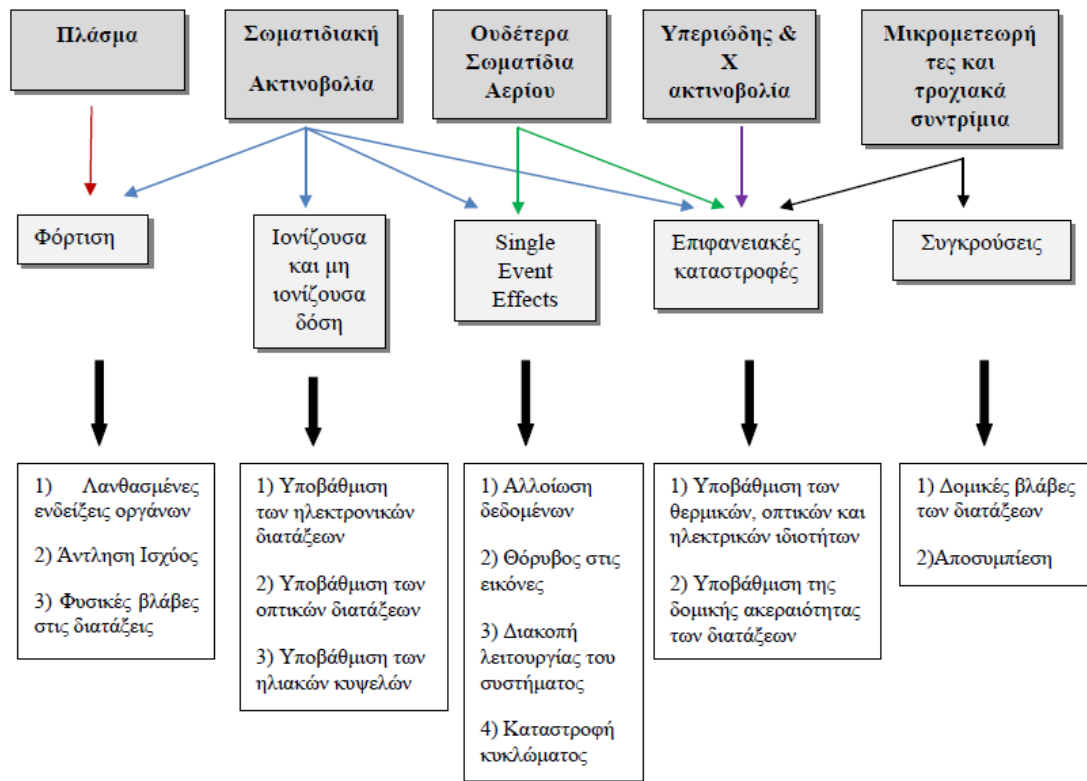 Πλάσμα
Σωματιδιακή
Ακτινοβολία
Ουδέτερα
Σωματίδια
Αερίου
Υπεριώδης &
Χ
ακτινοβολία
Μικρομετεωρή
τες και
τροχιακά
συντρίμια
Φόρτιση
Ιονίζουσα
και μη
ιονίζουσα
δόση
Single
Event
Effects
Επιφανειακές
καταστροφές
Συγκρούσεις
1) Λανθασμένες
ενδείξεις οργάνων
2) Άντληση Ισχύος
3) Φυσικές βλάβες
στις διατάξεις
1) Υποβάθμιση
των ηλεκτρονικών
διατάξεων
2) Υποβάθμιση των
οπτικών διατάξεων
3) Υποβάθμιση των
ηλιακών κυψελών
1) Αλλοίωση
δεδομένων
2) Θόρυβος στις
εικόνες
3) Διακοπή
λειτουργίας του
συστήματος
4) Καταστροφή
κυκλώματος
1) Υποβάθμιση των
θερμικών, οπτικών και
ηλεκτρικών ιδιοτήτων
2) Υποβάθμιση της
δομικής ακεραιότητας
των διατάξεων
1) Δομικές βλάβες
των διατάξεων
2)Αποσυμπίεση